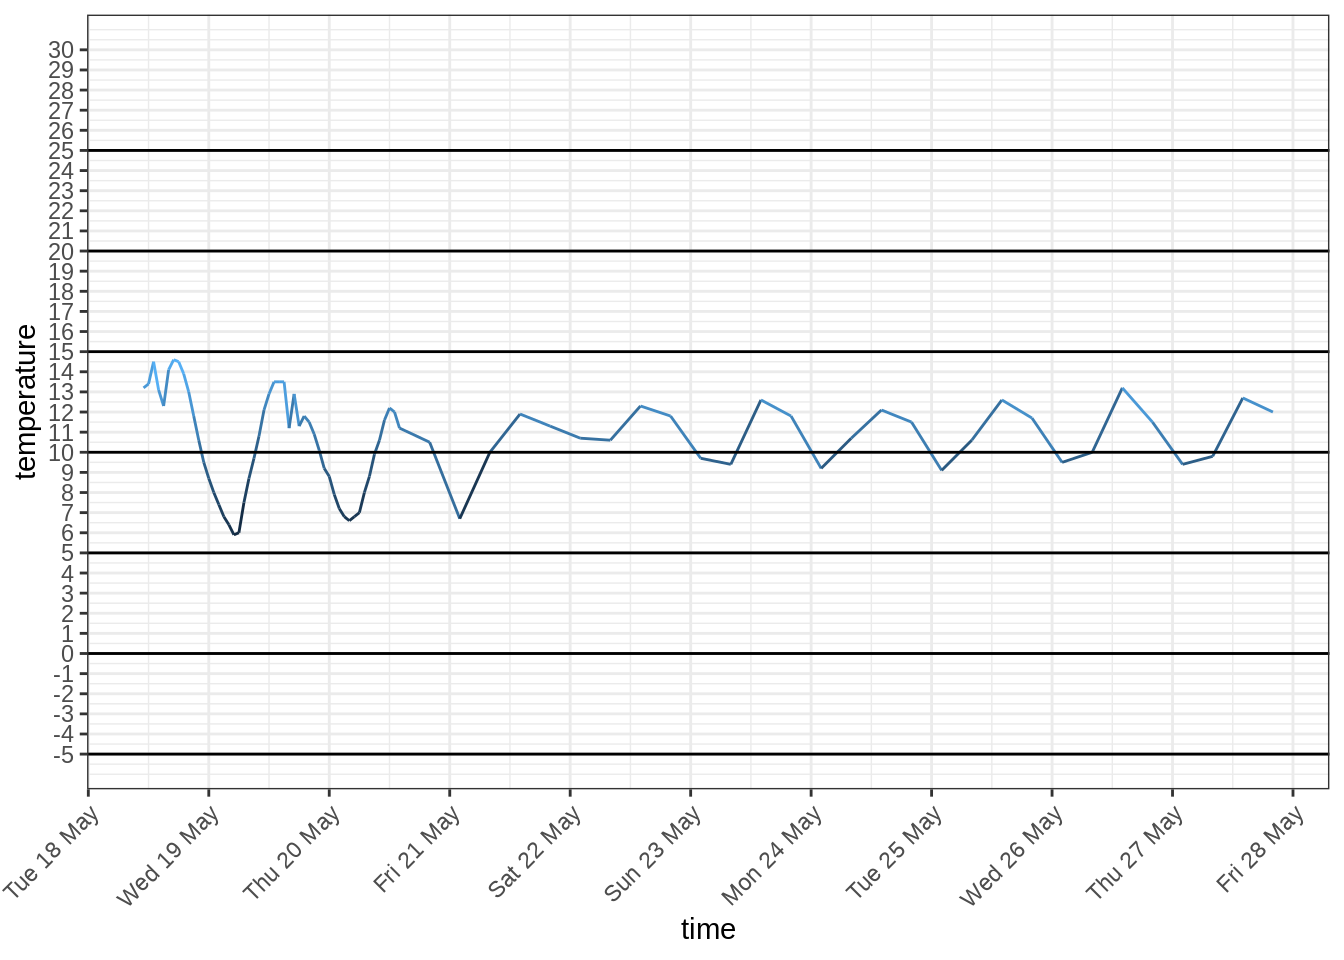 temperature
30
29
28
27
26
25
24
23
22
21
20
19
18
17
16
15
14
13
12
11
10
9
8
7
6
5
4
3
2
1
0
-1
-2
-3
-4
-5
Tue 18 May
Wed 19 May
Thu 20 May
Fri 21 May
Sat 22 May
Sun 23 May
Mon 24 May
Tue 25 May
Wed 26 May
Thu 27 May
Fri 28 May
time